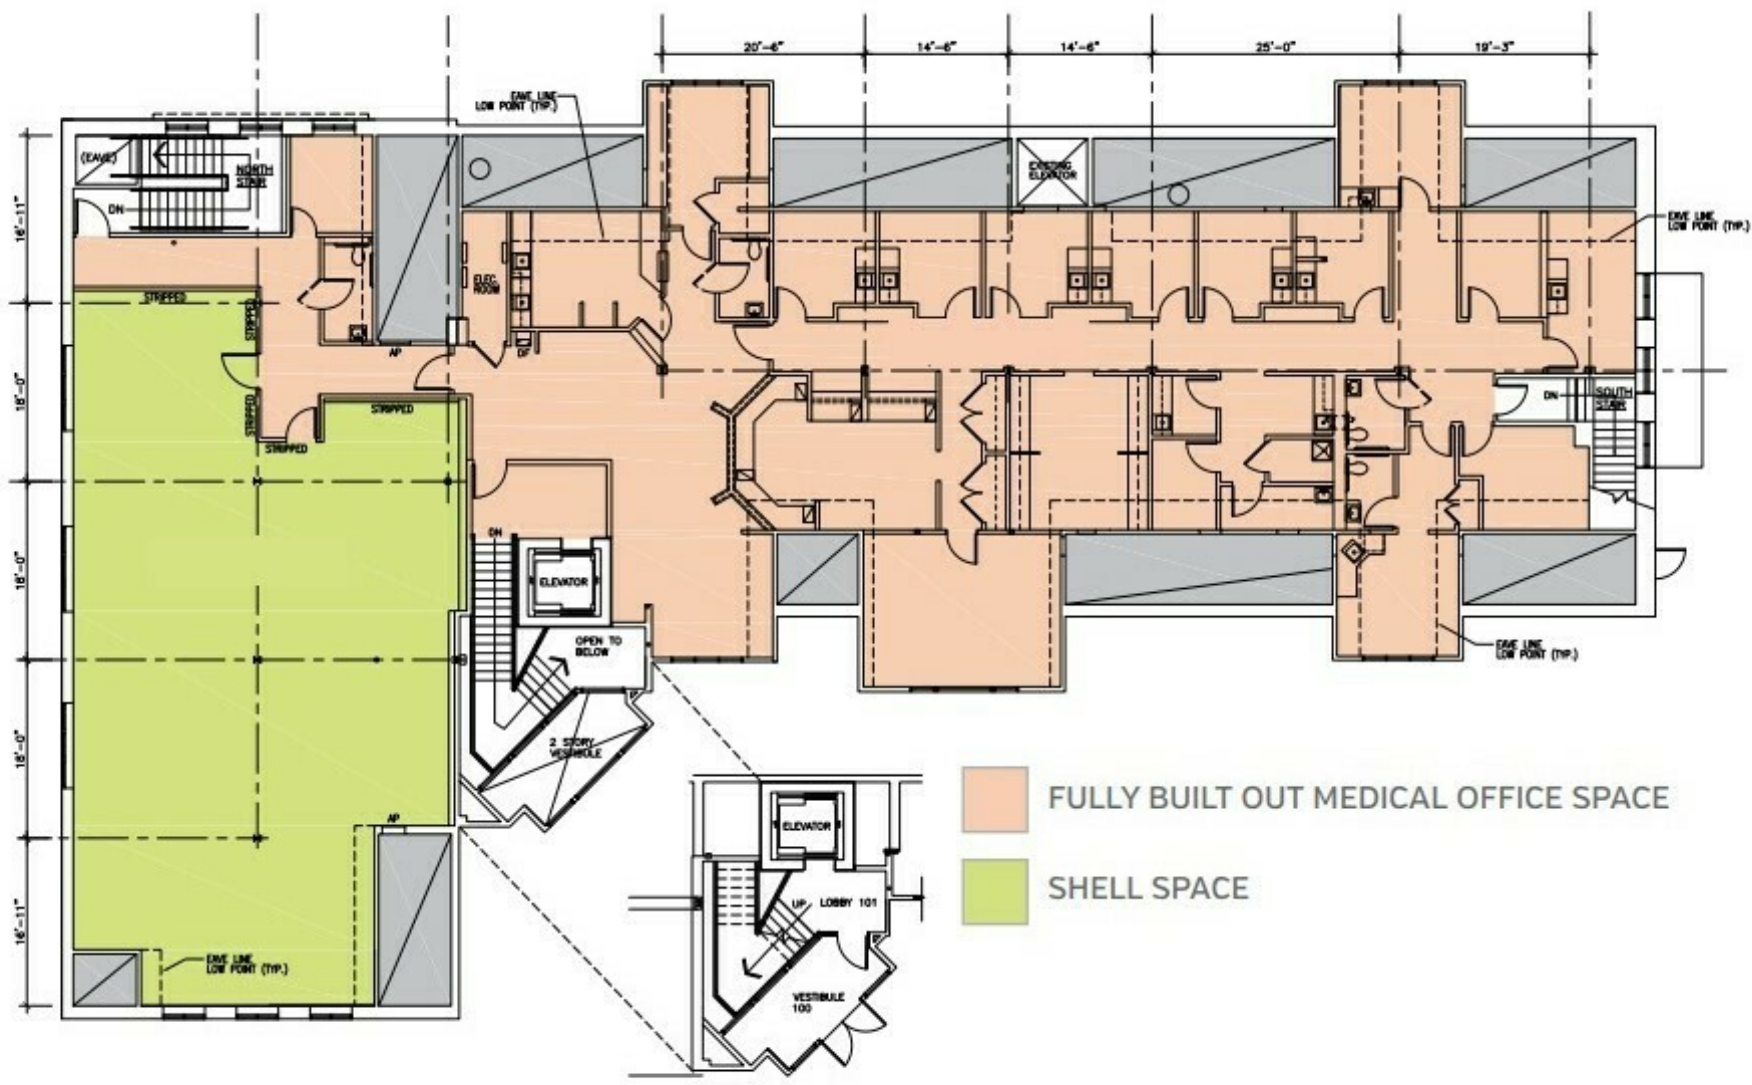 20'-6"
14'-6"
14'-6"
25'-0"
19'-3"
EAVE LINE
LOW POINT (TYP.)
(EAVE)
NORTH
STAIR
DN
16'-11"
EXISTING
ELEVATOR
EAVE LINE
LOW POINT (TYP.)
ELEC
ROOM
STRIPPED
STRIPPED
AP
DF
18'-0"
STRIPPED
STRIPPED
STRIPPED
DN
SOUTH
STAIR
DN
18'-0"
ELEVATOR
OPEN TO
BELOW
EAVE LINE
LOW POINT (TYP.)
2 STORY
VESTIBULE
18'-0"
AP
ELEVATOR
FULLY BUILT OUT MEDICAL OFFICE SPACE
SHELL SPACE
UP
LOBBY 101
16'-11"
EAVE LINE
LOW POINT (TYP.)
VESTIBULE
100